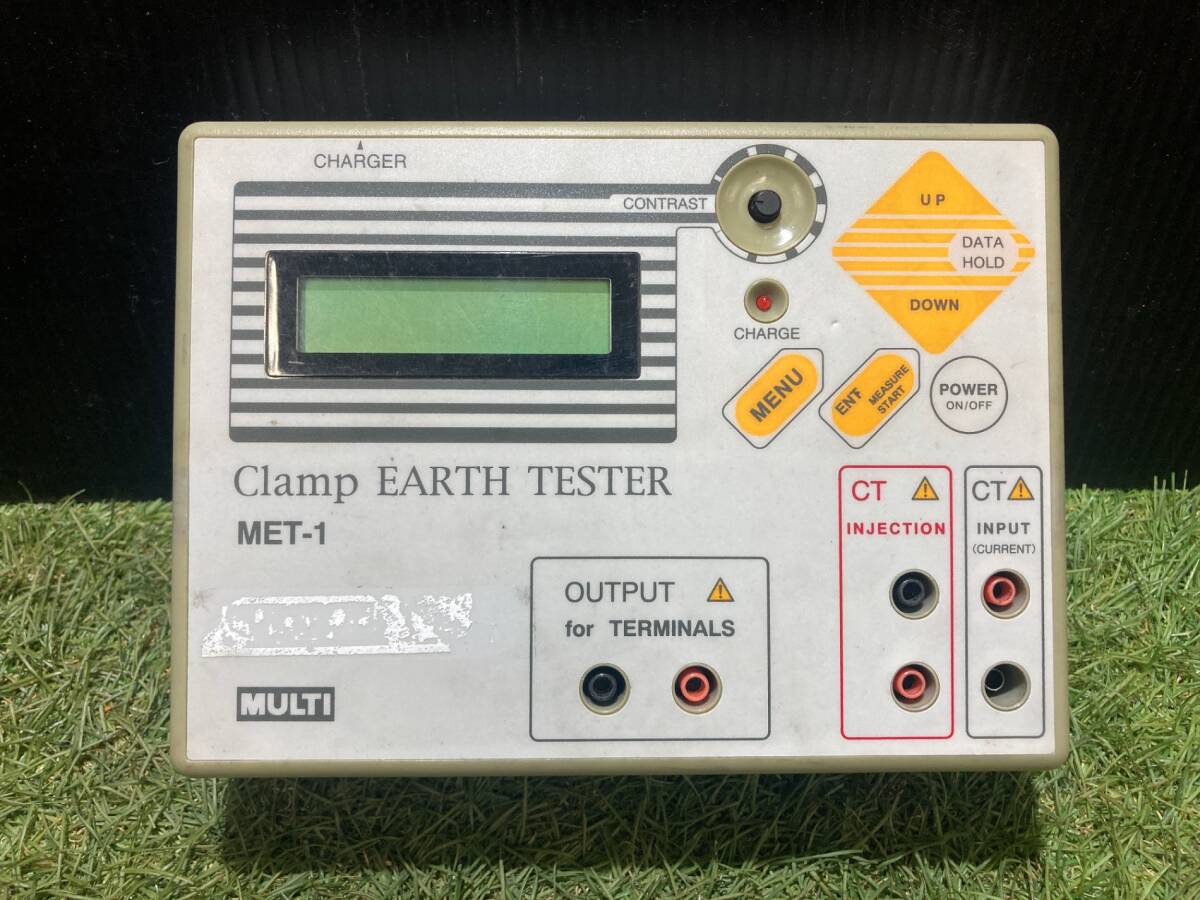 CHARGER
CONTRAST
UP
DATA
HOLD
DOWN
CHARGE
MENU
ENT
MEASURE
START
POWER
ON/OFF
Clamp EARTH TESTER
MET-1
CT
INJECTION
CT
INPUT
(CURRENT)
OUTPUT
for TERMINALS
MULTI